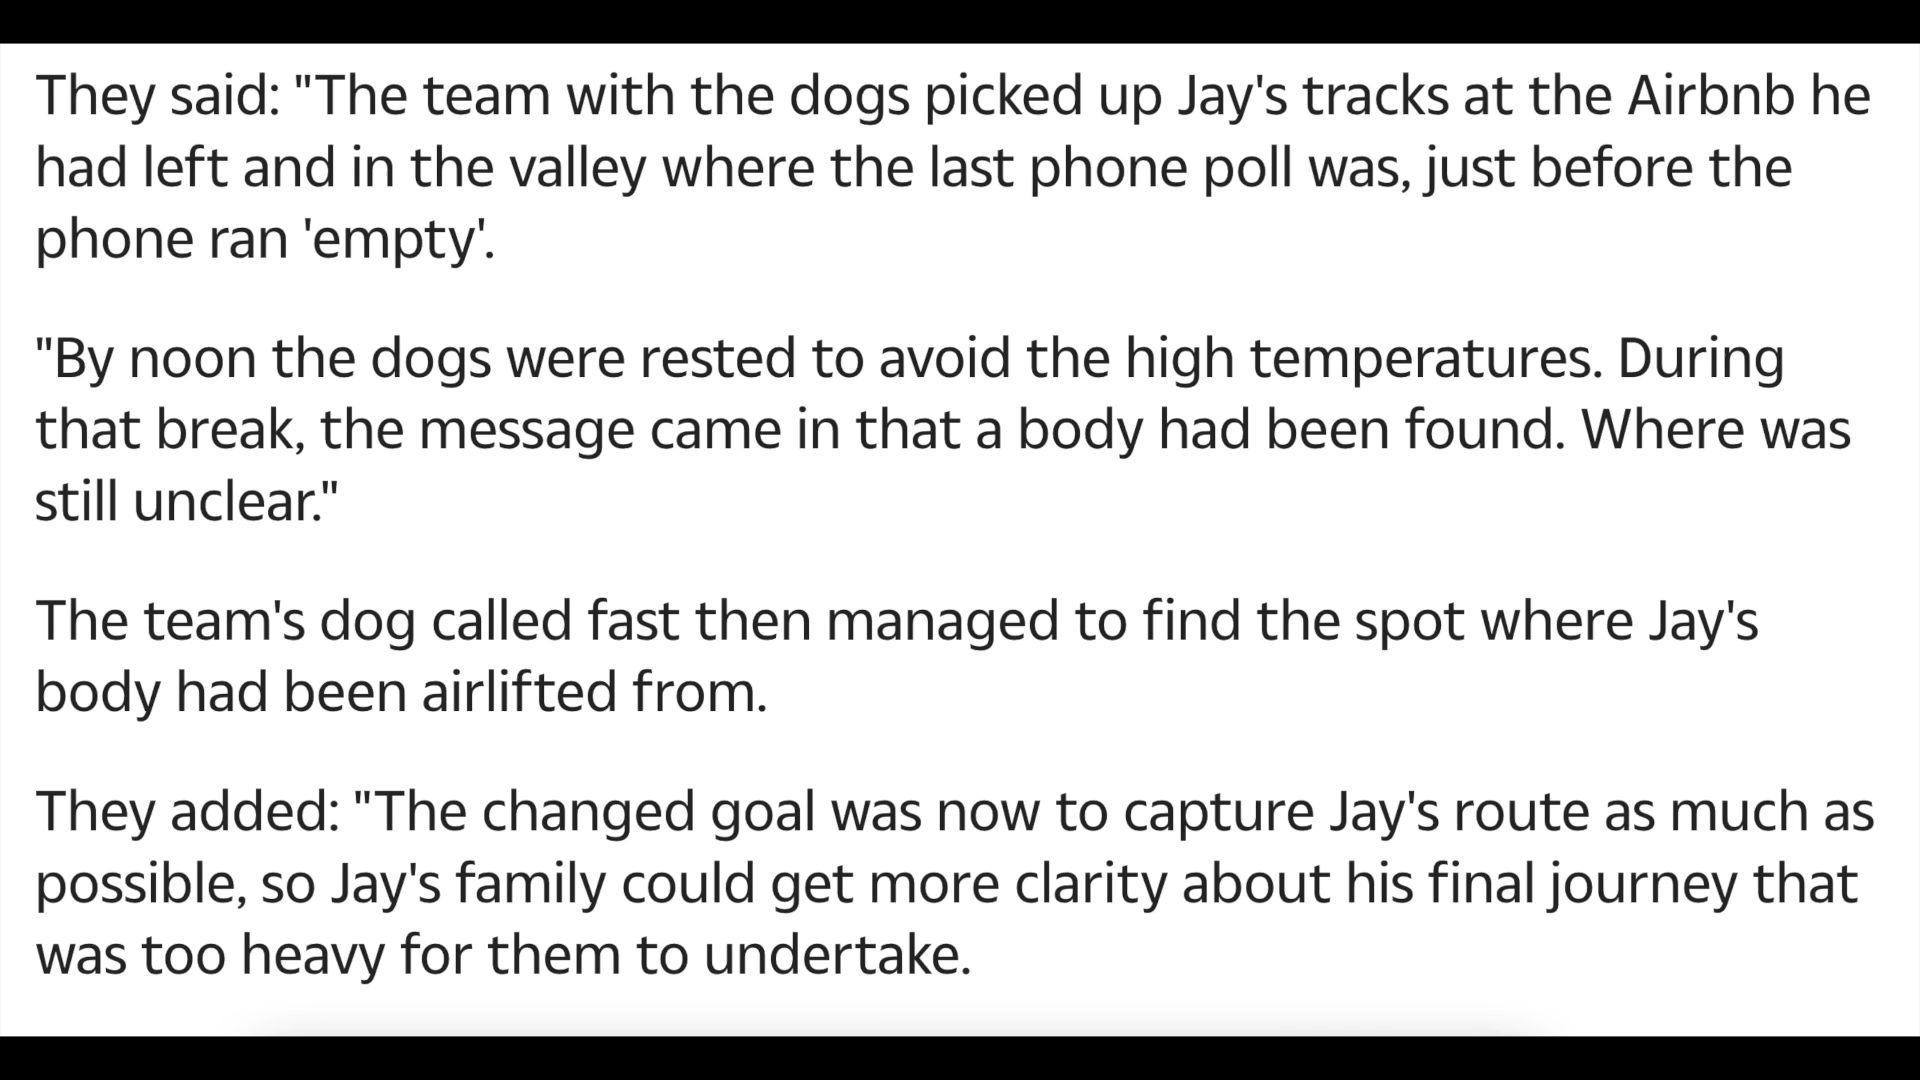 They said: "The team with the dogs picked up Jay's tracks at the Airbnb he
had left and in the valley where the last phone poll was, just before the
phone ran 'empty'.
"By noon the dogs were rested to avoid the high temperatures. During
that break, the message came in that a body had been found. Where was
still unclear."
The team's dog called fast then managed to find the spot where Jay's
body had been airlifted from.
They added: "The changed goal was now to capture Jay's route as much as
possible, so Jay's family could get more clarity about his final journey that
was too heavy for them to undertake.